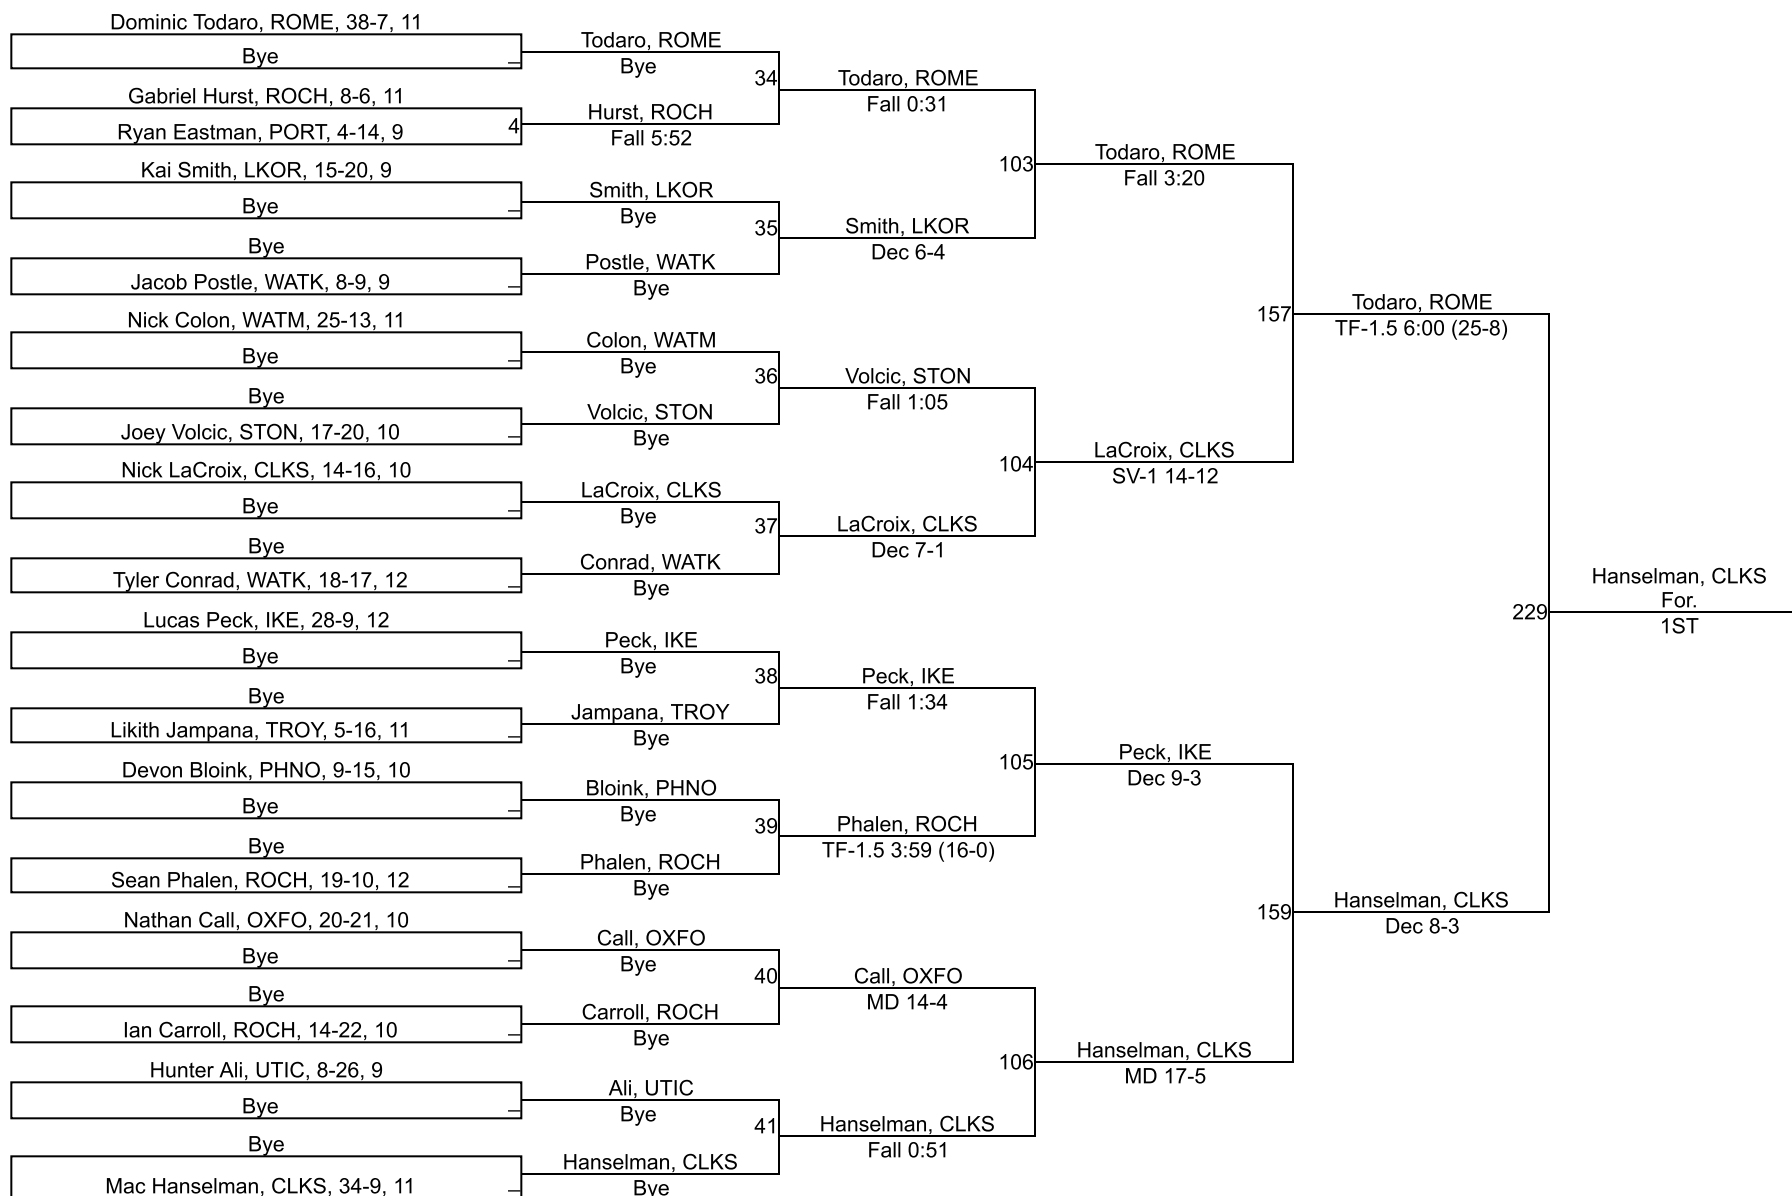 Dominic Todaro, ROME, 38-7, 11
Bye
Gabriel Hurst, ROCH, 8-6, 11
Ryan Eastman, PORT, 4-14, 9
4
Kai Smith, LKOR, 15-20, 9
Bye
Bye
Jacob Postle, WATK, 8-9, 9
Nick Colon, WATM, 25-13, 11
Bye
Bye
Joey Volcic, STON, 17-20, 10
Nick LaCroix, CLKS, 14-16, 10
Bye
Bye
Tyler Conrad, WATK, 18-17, 12
Lucas Peck, IKE, 28-9, 12
Bye
Bye
Likith Jampana, TROY, 5-16, 11
Devon Bloink, PHNO, 9-15, 10
Bye
Bye
Sean Phalen, ROCH, 19-10, 12
Nathan Call, OXFO, 20-21, 10
Bye
Bye
Ian Carroll, ROCH, 14-22, 10
Hunter Ali, UTIC, 8-26, 9
Bye
Bye
Mac Hanselman, CLKS, 34-9, 11
Todaro, ROME
Bye
34
Hurst, ROCH
Fall 5:52
Smith, LKOR
Bye
35
Postle, WATK
Bye
Colon, WATM
Bye
36
Volcic, STON
Bye
LaCroix, CLKS
Bye
37
Conrad, WATK
Bye
Peck, IKE
Bye
38
Jampana, TROY
Bye
Bloink, PHNO
Bye
39
Phalen, ROCH
Bye
Call, OXFO
Bye
40
Carroll, ROCH
Bye
Ali, UTIC
Bye
41
Hanselman, CLKS
Bye
Todaro, ROME
Fall 0:31
103
Smith, LKOR
Dec 6-4
Volcic, STON
Fall 1:05
104
LaCroix, CLKS
Dec 7-1
Peck, IKE
Fall 1:34
105
Phalen, ROCH
TF-1.5 3:59 (16-0)
Call, OXFO
MD 14-4
106
Hanselman, CLKS
Fall 0:51
Todaro, ROME
Fall 3:20
157
LaCroix, CLKS
SV-1 14-12
Peck, IKE
Dec 9-3
159
Hanselman, CLKS
MD 17-5
Todaro, ROME
TF-1.5 6:00 (25-8)
229
Hanselman, CLKS
Dec 8-3
Hanselman, CLKS
For.
1ST